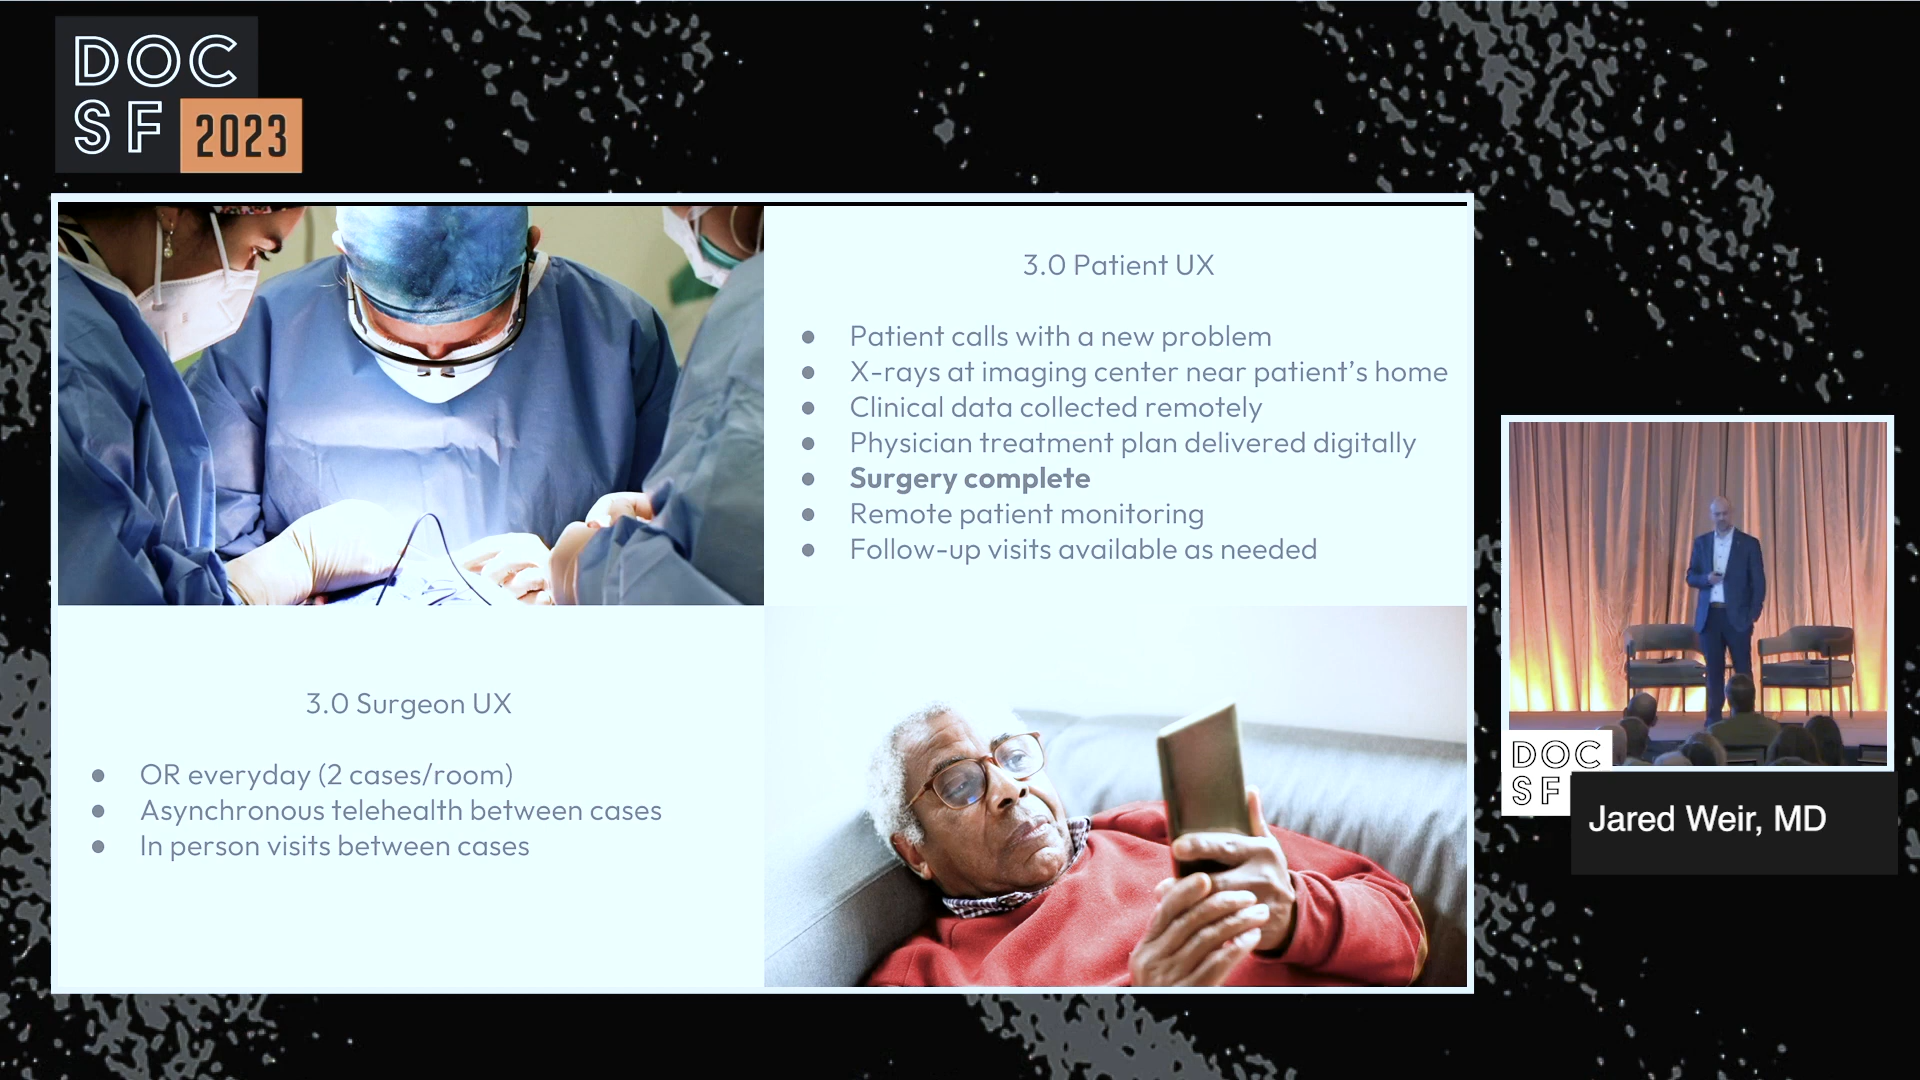 DOC
SF 2023
3.0 Patient UX
● Patient calls with a new problem
● X-rays at imaging center near patient’s home
● Clinical data collected remotely
● Physician treatment plan delivered digitally
● Surgery complete
● Remote patient monitoring
● Follow-up visits available as needed
3.0 Surgeon UX
● OR everyday (2 cases/room)
● Asynchronous telehealth between cases
● In person visits between cases
DOC
SF
Jared Weir, MD